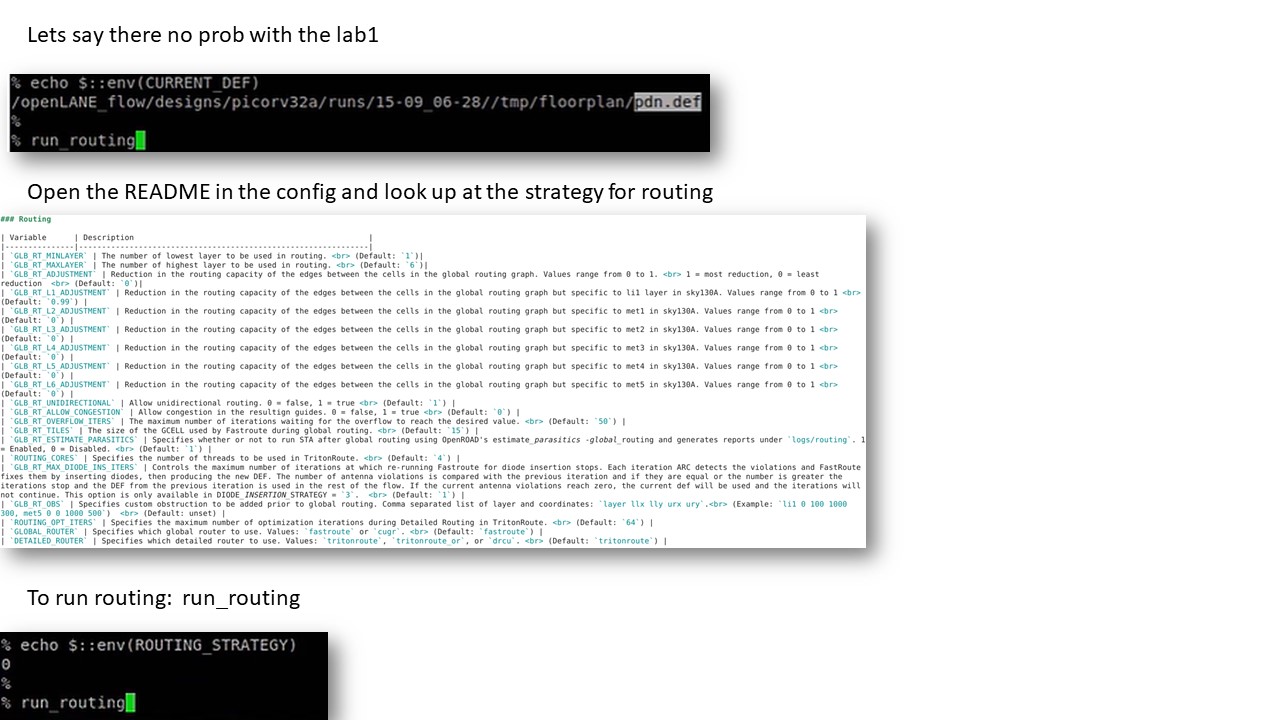 Lets say there no prob with the lab1
% echo $::env(CURRENT_DEF)
/openLANE_flow/designs/picorv32a/runs/15-09_06-28//tmp/floorplan/pdn.def
%
% run_routing
Open the README in the config and look up at the strategy for routing
### Routing
| Variable | Description |
|---------------|---------------------------------------------------------------|
| `GLB_RT_MINLAYER` | The number of lowest layer to be used in routing. <br> (Default: `1`)|
| `GLB_RT_MAXLAYER` | The number of highest layer to be used in routing. <br> (Default: `6`)|
| `GLB_RT_ADJUSTMENT` | Reduction in the routing capacity of the edges between the cells in the global routing graph. Values range from 0 to 1. <br> 1 = most reduction, 0 = least
reduction <br> (Default: `0`)|
| `GLB_RT_L1_ADJUSTMENT` | Reduction in the routing capacity of the edges between the cells in the global routing graph but specific to li1 layer in sky130A. Values range from 0 to 1 <br>
(Default: `0.99`) |
| `GLB_RT_L2_ADJUSTMENT` | Reduction in the routing capacity of the edges between the cells in the global routing graph but specific to met1 in sky130A. Values range from 0 to 1 <br>
(Default: `0`) |
| `GLB_RT_L3_ADJUSTMENT` | Reduction in the routing capacity of the edges between the cells in the global routing graph but specific to met2 in sky130A. Values range from 0 to 1 <br>
(Default: `0`) |
| `GLB_RT_L4_ADJUSTMENT` | Reduction in the routing capacity of the edges between the cells in the global routing graph but specific to met3 in sky130A. Values range from 0 to 1 <br>
(Default: `0`) |
| `GLB_RT_L5_ADJUSTMENT` | Reduction in the routing capacity of the edges between the cells in the global routing graph but specific to met4 in sky130A. Values range from 0 to 1 <br>
(Default: `0`) |
| `GLB_RT_L6_ADJUSTMENT` | Reduction in the routing capacity of the edges between the cells in the global routing graph but specific to met5 in sky130A. Values range from 0 to 1 <br>
(Default: `0`) |
| `GLB_RT_UNIDIRECTIONAL` | Allow unidirectional routing. 0 = false, 1 = true <br> (Default: `1`) |
| `GLB_RT_ALLOW_CONGESTION` | Allow congestion in the resultign guides. 0 = false, 1 = true <br> (Default: `0`) |
| `GLB_RT_OVERFLOW_ITERS` | The maximum number of iterations waiting for the overflow to reach the desired value. <br> (Default: `50`) |
| `GLB_RT_TILES` | The size of the GCELL used by Fastroute during global routing. <br> (Default: `15`) |
| `GLB_RT_ESTIMATE_PARASITICS` | Specifies whether or not to run STA after global routing using OpenROAD's estimate_parasitics -global_routing and generates reports under `logs/routing`. 1
= Enabled, 0 = Disabled. <br> (Default: `1`) |
| `ROUTING_CORES` | Specifies the number of threads to be used in TritonRoute. <br> (Default: `4`) |
| `GLB_RT_MAX_DIODE_INS_ITERS` | Controls the maximum number of iterations at which re-running Fastroute for diode insertion stops. Each iteration ARC detects the violations and FastRoute
fixes them by inserting diodes, then producing the new DEF. The number of antenna violations is compared with the previous iteration and if they are equal or the number is greater the
iterations stop and the DEF from the previous iteration is used in the rest of the flow. If the current antenna violations reach zero, the current def will be used and the iterations will
not continue. This option is only available in DIODE_INSERTION_STRATEGY = `3`. <br> (Default: `1`) |
| `GLB_RT_OBS` | Specifies custom obstruction to be added prior to global routing. Comma separated list of layer and coordinates: `layer llx lly urx ury`.<br> (Example: `li1 0 100 1000
300, met5 0 0 1000 500`) <br> (Default: unset) |
| `ROUTING_OPT_ITERS` | Specifies the maximum number of optimization iterations during Detailed Routing in TritonRoute. <br> (Default: `64`) |
| `GLOBAL_ROUTER` | Specifies which global router to use. Values: `fastroute` or `cugr`. <br> (Default: `fastroute`) |
| `DETAILED_ROUTER` | Specifies which detailed router to use. Values: `tritonroute`, `tritonroute_or`, or `drcu`. <br> (Default: `tritonroute`) |
To run routing: run_routing
% echo $::env(ROUTING_STRATEGY)
0
%
% run_routing